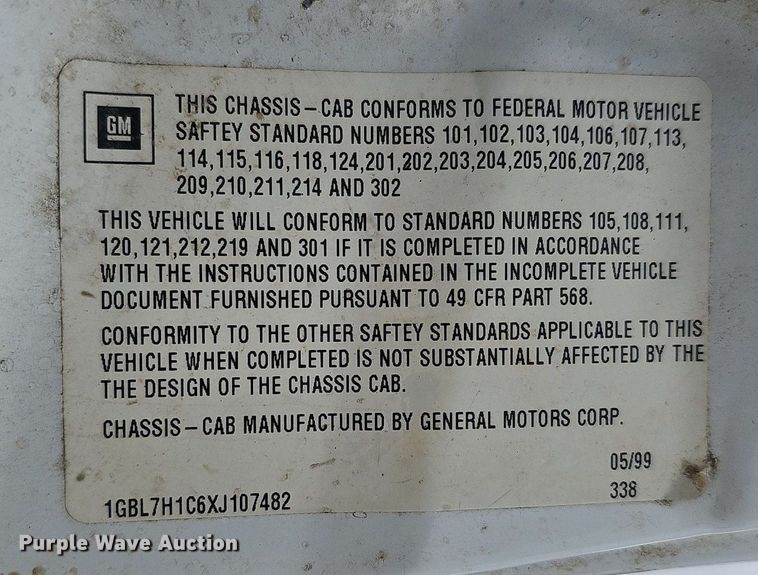 GM
THIS CHASSIS-CAB CONFORMS TO FEDERAL MOTOR VEHICLE
SAFTEY STANDARD NUMBERS 101,102,103,104,106,107,113,
114,115,116,118,124,201,202,203,204,205,206,207,208,
209,210,211,214 AND 302
THIS VEHICLE WILL CONFORM TO STANDARD NUMBERS 105,108,111,
120,121,212,219 AND 301 IF IT IS COMPLETED IN ACCORDANCE
WITH THE INSTRUCTIONS CONTAINED IN THE INCOMPLETE VEHICLE
DOCUMENT FURNISHED PURSUANT TO 49 CFR PART 568.
CONFORMITY TO THE OTHER SAFTEY STANDARDS APPLICABLE TO THIS
VEHICLE WHEN COMPLETED IS NOT SUBSTANTIALLY AFFECTED BY THE
THE DESIGN OF THE CHASSIS CAB.
CHASSIS-CAB MANUFACTURED BY GENERAL MOTORS CORP.
05/99
1GBL7H1C6XJ107482 338
Purple Wave Auction